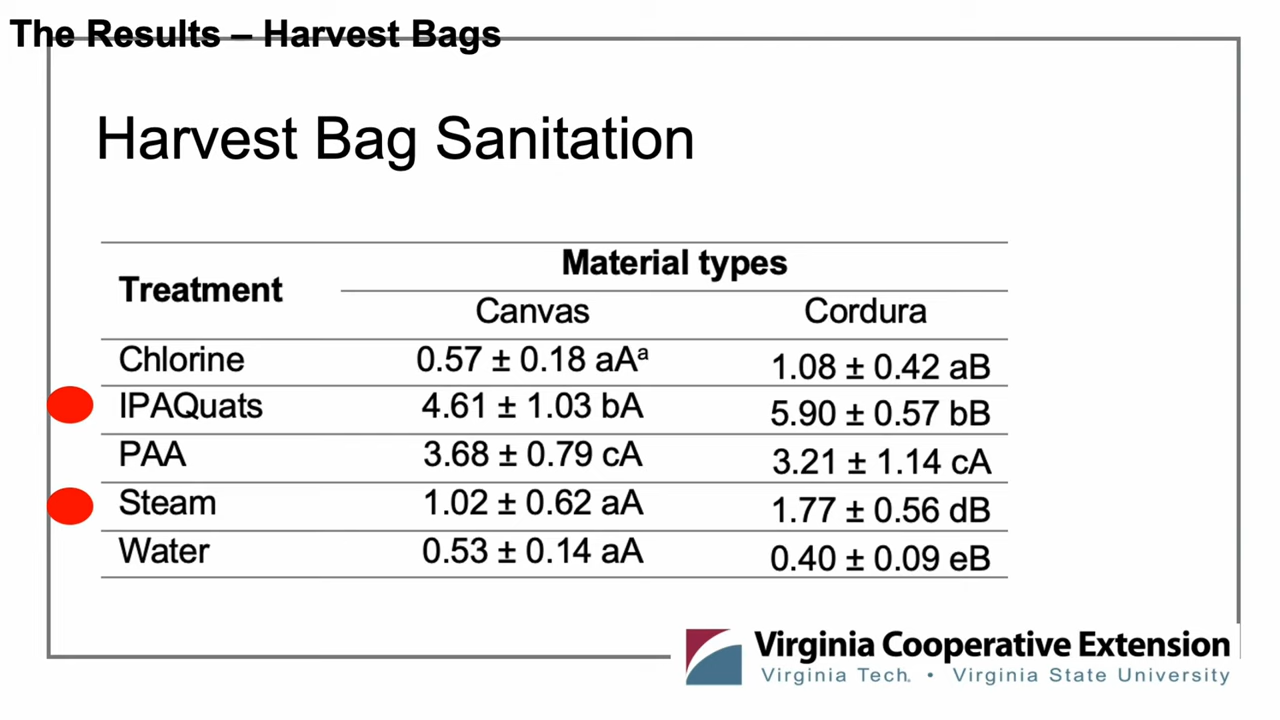 The Results – Harvest Bags
Harvest Bag Sanitation
Treatment
Material types
Canvas Cordura
Chlorine 0.57 ± 0.18 aAᵃ 1.08 ± 0.42 aB
IPAQuats 4.61 ± 1.03 bA 5.90 ± 0.57 bB
PAA 3.68 ± 0.79 cA 3.21 ± 1.14 cA
Steam 1.02 ± 0.62 aA 1.77 ± 0.56 dB
Water 0.53 ± 0.14 aA 0.40 ± 0.09 eB
Virginia Cooperative Extension
Virginia Tech. • Virginia State University